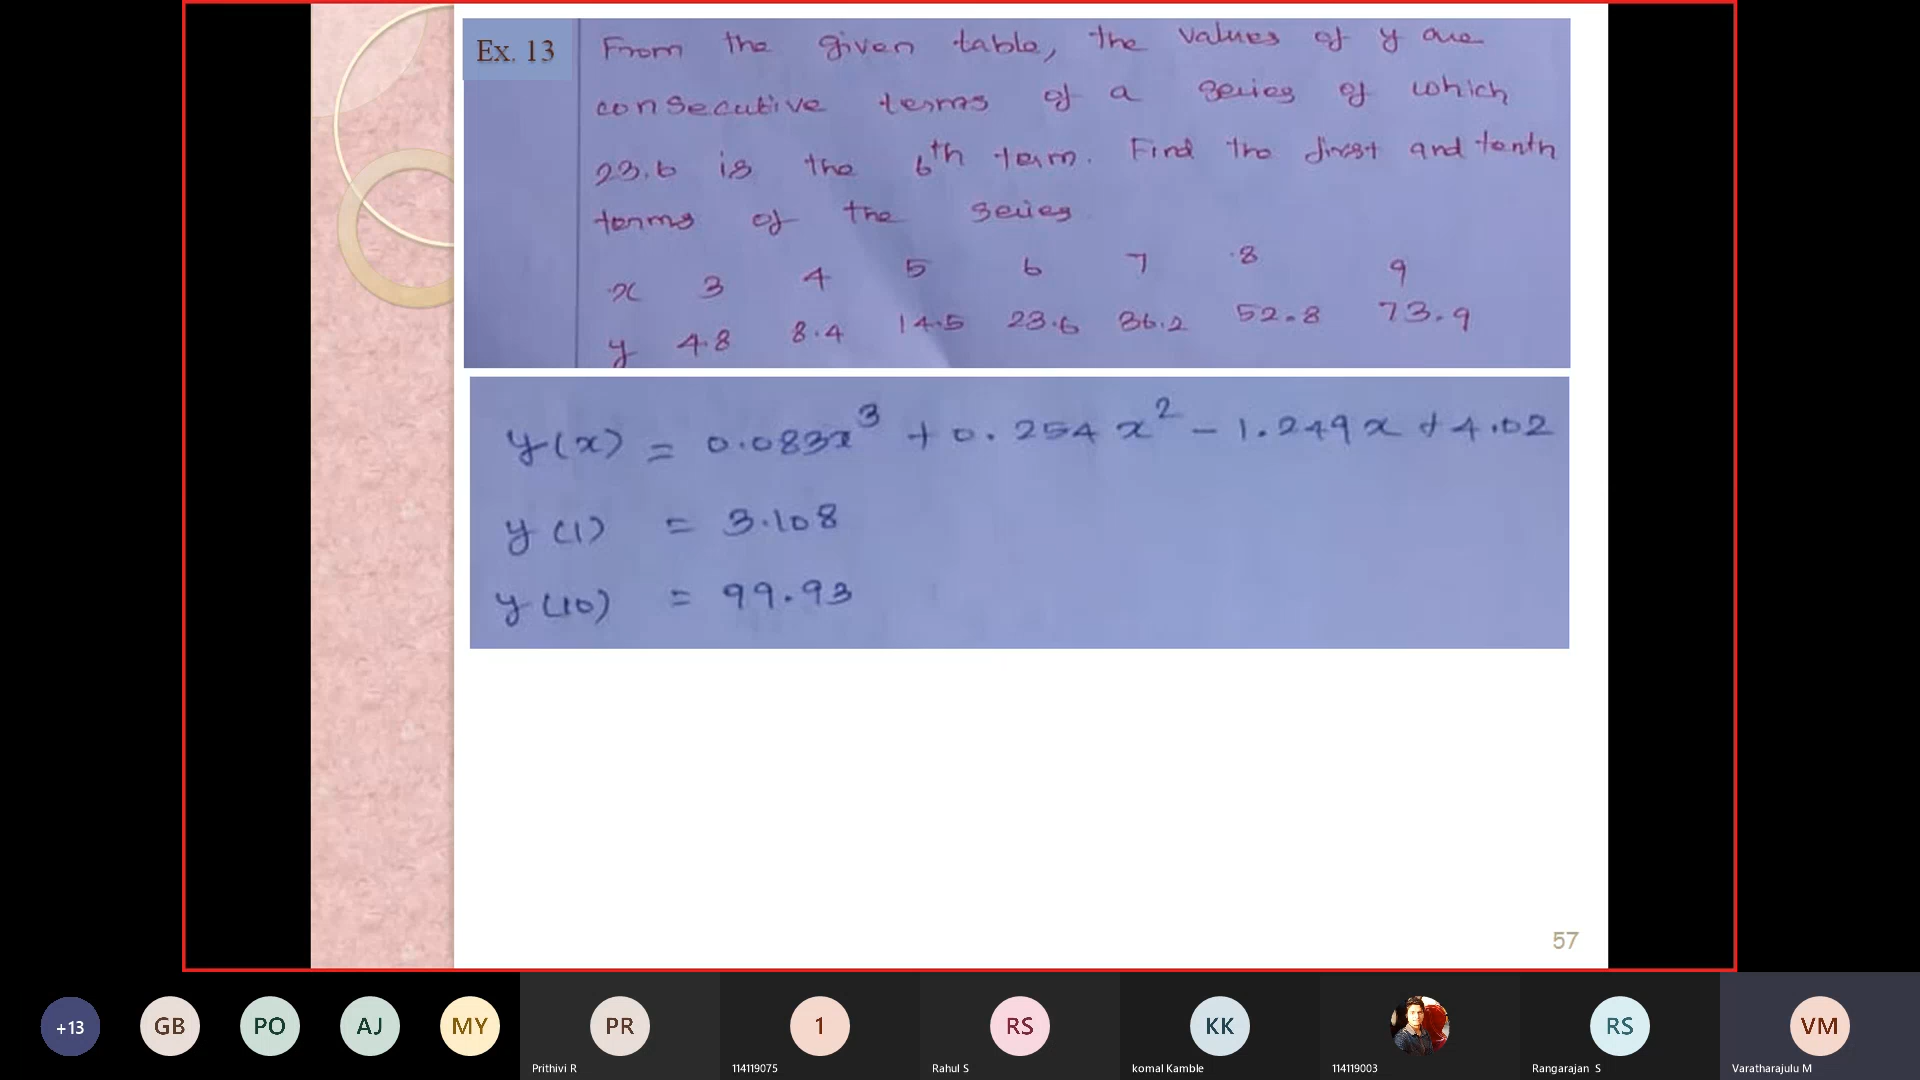 Ex. 13
From the given table, the values of y are
consecutive terms of a series of which
23.6 is the 6th term. Find the first and tenth
terms of the series
x 3 4 5 6 7 8 9
y 4.8 8.4 14.5 23.6 36.2 52.8 73.9
y(x) = 0.083x³ + 0.254 x² - 1.249x + 4.02
y(1) = 3.108
y(10) = 99.93
57
+13 GB PO AJ MY PR 1 RS KK RS VM
Prithivi R 114119075 Rahul S komal Kamble 114119003 Rangarajan S Varatharajulu M